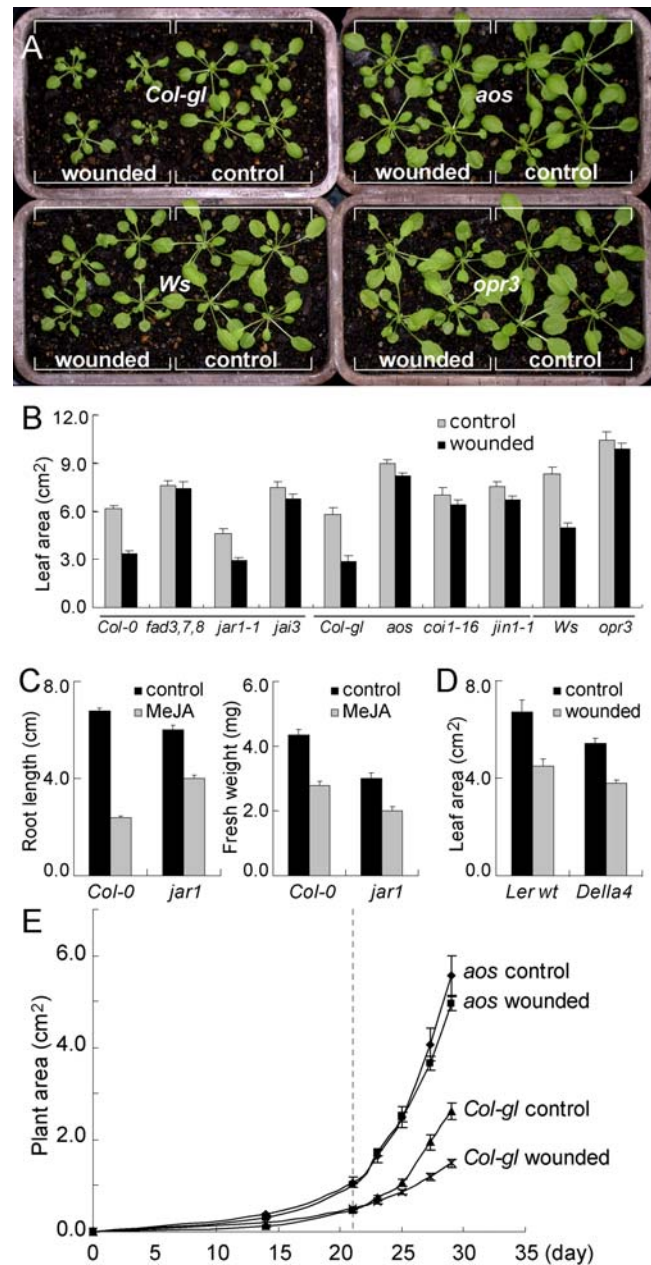 A
Col-gl
aos
wounded control
wounded control
Ws
opr3
wounded control
wounded control
B
control
wounded
Leaf area (cm2)
12.0
9.0
6.0
3.0
0.0
Col-0 fad3,7,8 jar1-1 jai3 Col-gl aos coi1-16 jin1-1 Ws opr3
C
Root length (cm)
8.0
4.0
0.0
control
MeJA
Col-0 jar1
Fresh weight (mg)
6.0
4.0
2.0
0.0
control
MeJA
Col-0 jar1
D
Leaf area (cm2)
8.0
4.0
0.0
control
wounded
Ler wt Della4
E
Plant area (cm2)
6.0
4.0
2.0
0.0
aos control
aos wounded
Col-gl control
Col-gl wounded
0 5 10 15 20 25 30 35 (day)